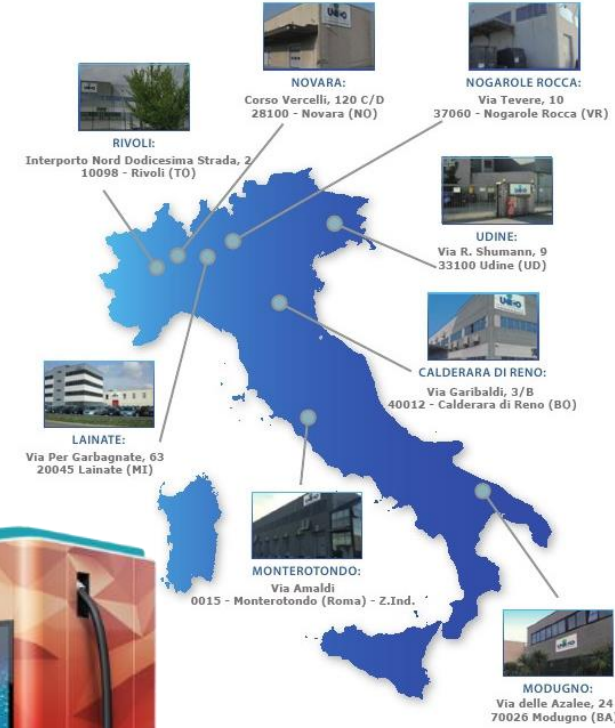 NOVARA:
Corso Vercelli, 120 C/D
28100 - Novara (NO)
NOGAROLE ROCCA:
Via Tevere, 10
37060 - Nogarole Rocca (VR)
RIVOLI:
Interporto Nord Dodicesima Strada, 2
10098 - Rivoli (TO)
UDINE:
Via R. Shumann, 9
33100 Udine (UD)
CALDERARA DI RENO:
Via Garibaldi, 3/B
40012 - Calderara di Reno (BO)
LAINATE:
Via Per Garbagnate, 63
20045 Lainate (MI)
MONTEROTONDO:
Via Amaldi
0015 - Monterotondo (Roma) - Z.Ind.
MODUGNO:
Via delle Azalee, 24
70026 Modugno (BA